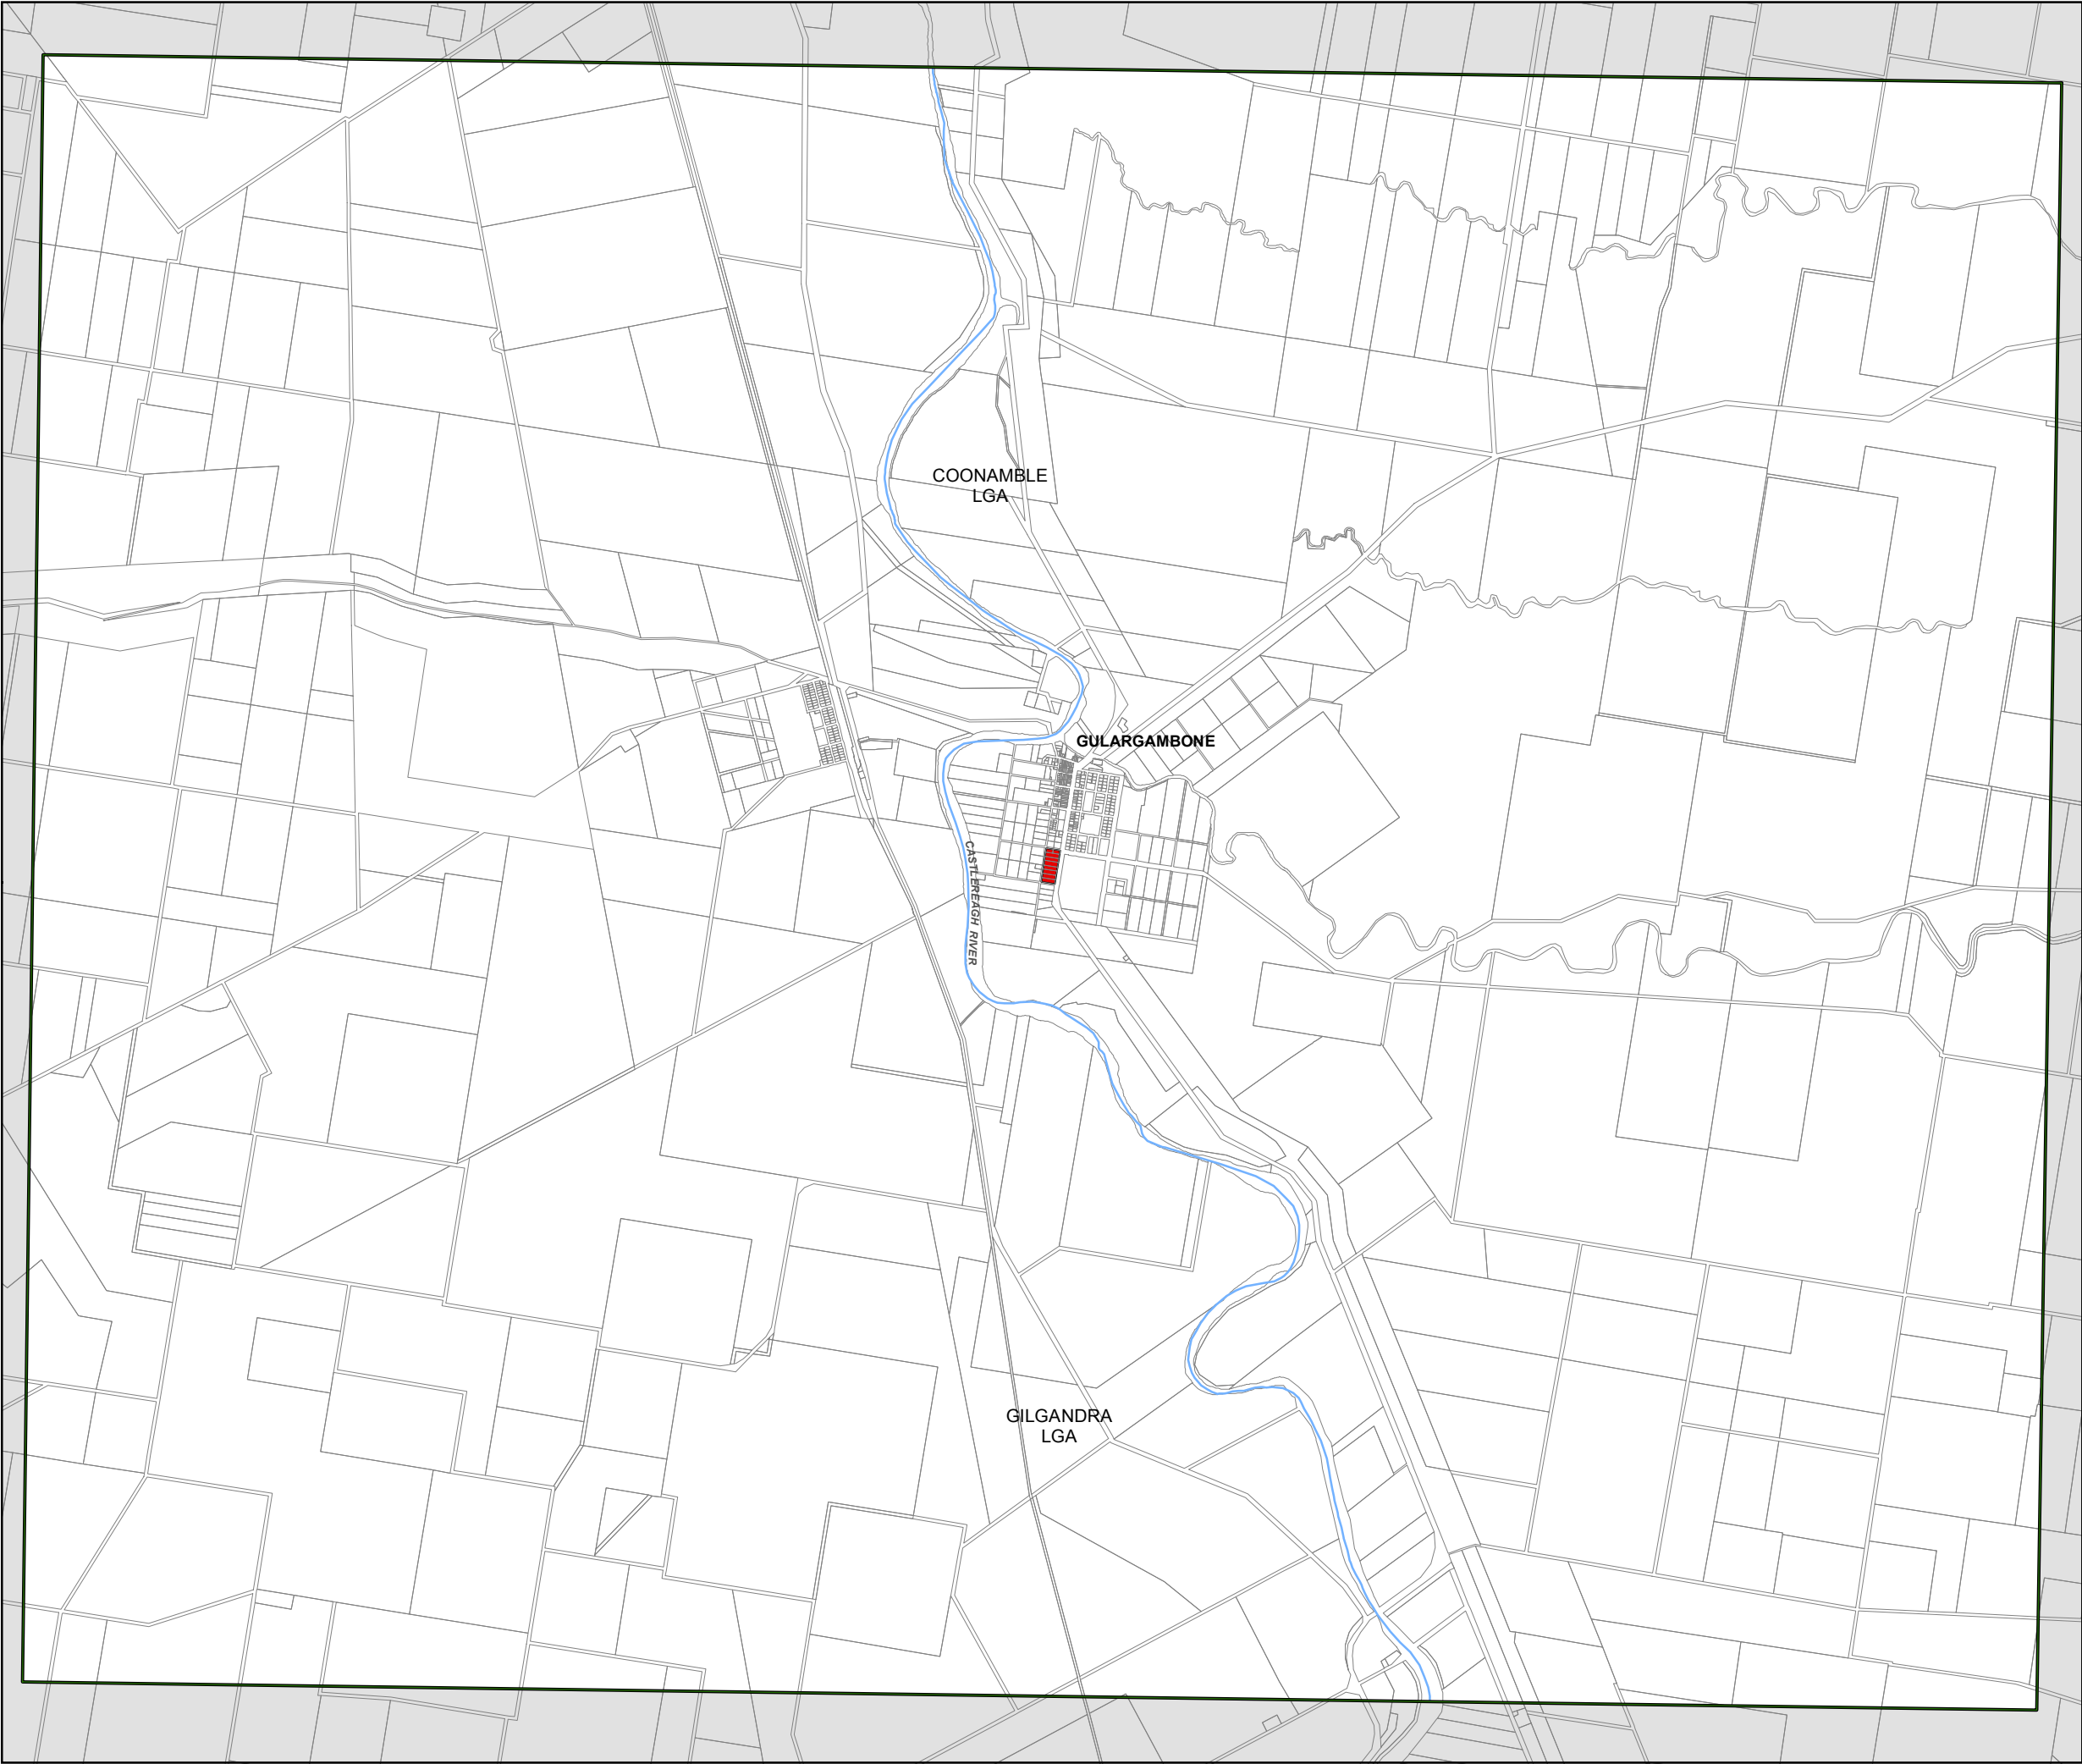 COONAMBLE
LGA
GULARGAMBONE
CASTLEREAGH RIVER
GILGANDRA
LGA